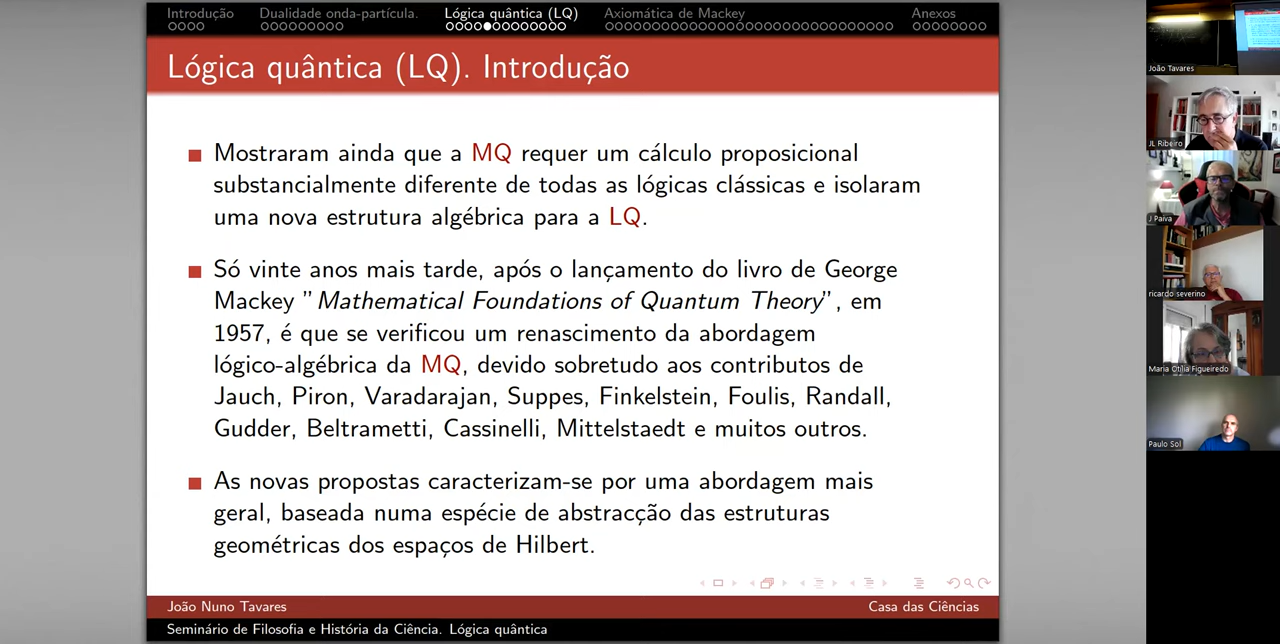 Introdução
Dualidade onda-partícula.
Lógica quântica (LQ)
Axiomática de Mackey
Anexos
Lógica quântica (LQ). Introdução
Mostraram ainda que a MQ requer um cálculo proposicional
substancialmente diferente de todas as lógicas clássicas e isolaram
uma nova estrutura algébrica para a LQ.
Só vinte anos mais tarde, após o lançamento do livro de George
Mackey "Mathematical Foundations of Quantum Theory", em
1957, é que se verificou um renascimento da abordagem
lógico-algébrica da MQ, devido sobretudo aos contributos de
Jauch, Piron, Varadarajan, Suppes, Finkelstein, Foulis, Randall,
Gudder, Beltrametti, Cassinelli, Mittelstaedt e muitos outros.
As novas propostas caracterizam-se por uma abordagem mais
geral, baseada numa espécie de abstracção das estruturas
geométricas dos espaços de Hilbert.
João Nuno Tavares
Casa das Ciências
Seminário de Filosofia e História da Ciência. Lógica quântica
João Tavares
JL Ribeiro
J Paiva
ricardo severino
Maria Otília Figueiredo
Paulo Sol